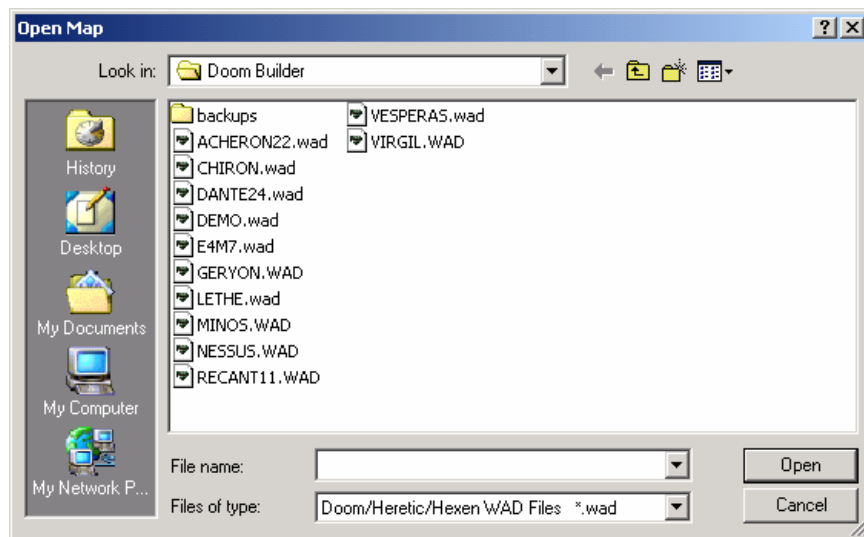 Open Map
Look in: Doom Builder
History
Desktop
My Documents
My Computer
My Network P...
backups
ACHERON22.wad
CHIRON.wad
DANTE24.wad
DEMO.wad
E4M7.wad
GERYON.WAD
LETHE.wad
MINOS.WAD
NESSUS.WAD
RECANT11.WAD
VESPERAS.wad
VIRGIL.WAD
File name:
Open
Files of type: Doom/Heretic/Hexen WAD Files *.wad
Cancel